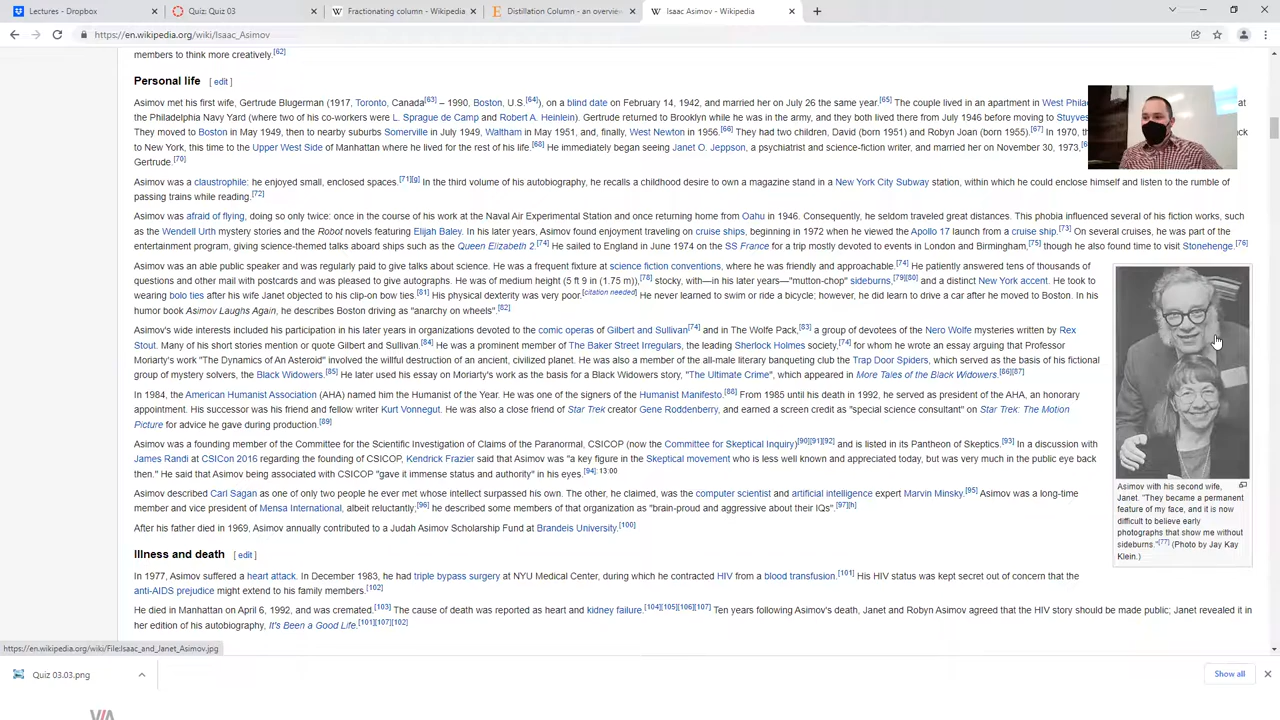 Lectures - Dropbox
Quiz: Quiz 03
Fractionating column - Wikipedia
Distillation Column - an overvie
Isaac Asimov - Wikipedia
https://en.wikipedia.org/wiki/Isaac_Asimov
members to think more creatively.[62]
Personal life [ edit ]
Asimov met his first wife, Gertrude Blugerman (1917, Toronto, Canada[63] – 1990, Boston, U.S.[64]), on a blind date on February 14, 1942, and married her on July 26 the same year.[65] The couple lived in an apartment in West Phila at
the Philadelphia Navy Yard (where two of his co-workers were L. Sprague de Camp and Robert A. Heinlein). Gertrude returned to Brooklyn while he was in the army, and they both lived there from July 1946 before moving to Stuyves
They moved to Boston in May 1949, then to nearby suburbs Somerville in July 1949, Waltham in May 1951, and, finally, West Newton in 1956.[66] They had two children, David (born 1951) and Robyn Joan (born 1955).[67] In 1970, t ck
to New York, this time to the Upper West Side of Manhattan where he lived for the rest of his life.[68] He immediately began seeing Janet O. Jeppson, a psychiatrist and science-fiction writer, and married her on November 30, 1973,
Gertrude.[70]
Asimov was a claustrophile: he enjoyed small, enclosed spaces.[71][g] In the third volume of his autobiography, he recalls a childhood desire to own a magazine stand in a New York City Subway station, within which he could enclose himself and listen to the rumble of
passing trains while reading.[72]
Asimov was afraid of flying, doing so only twice: once in the course of his work at the Naval Air Experimental Station and once returning home from Oahu in 1946. Consequently, he seldom traveled great distances. This phobia influenced several of his fiction works, such
as the Wendell Urth mystery stories and the Robot novels featuring Elijah Baley. In his later years, Asimov found enjoyment traveling on cruise ships, beginning in 1972 when he viewed the Apollo 17 launch from a cruise ship.[73] On several cruises, he was part of the
entertainment program, giving science-themed talks aboard ships such as the Queen Elizabeth 2.[74] He sailed to England in June 1974 on the SS France for a trip mostly devoted to events in London and Birmingham,[75] though he also found time to visit Stonehenge.[76]
Asimov was an able public speaker and was regularly paid to give talks about science. He was a frequent fixture at science fiction conventions, where he was friendly and approachable.[74] He patiently answered tens of thousands of
questions and other mail with postcards and was pleased to give autographs. He was of medium height (5 ft 9 in (1.75 m)),[78] stocky, with—in his later years—"mutton-chop" sideburns,[79][80] and a distinct New York accent. He took to
wearing bolo ties after his wife Janet objected to his clip-on bow ties.[81] His physical dexterity was very poor.[citation needed] He never learned to swim or ride a bicycle; however, he did learn to drive a car after he moved to Boston. In his
humor book Asimov Laughs Again, he describes Boston driving as "anarchy on wheels".[82]
Asimov's wide interests included his participation in his later years in organizations devoted to the comic operas of Gilbert and Sullivan[74] and in The Wolfe Pack,[83] a group of devotees of the Nero Wolfe mysteries written by Rex
Stout. Many of his short stories mention or quote Gilbert and Sullivan.[84] He was a prominent member of The Baker Street Irregulars, the leading Sherlock Holmes society,[74] for whom he wrote an essay arguing that Professor
Moriarty's work "The Dynamics of An Asteroid" involved the willful destruction of an ancient, civilized planet. He was also a member of the all-male literary banqueting club the Trap Door Spiders, which served as the basis of his fictional
group of mystery solvers, the Black Widowers.[85] He later used his essay on Moriarty's work as the basis for a Black Widowers story, "The Ultimate Crime", which appeared in More Tales of the Black Widowers.[86][87]
In 1984, the American Humanist Association (AHA) named him the Humanist of the Year. He was one of the signers of the Humanist Manifesto.[88] From 1985 until his death in 1992, he served as president of the AHA, an honorary
appointment. His successor was his friend and fellow writer Kurt Vonnegut. He was also a close friend of Star Trek creator Gene Roddenberry, and earned a screen credit as "special science consultant" on Star Trek: The Motion
Picture for advice he gave during production.[89]
Asimov was a founding member of the Committee for the Scientific Investigation of Claims of the Paranormal, CSICOP (now the Committee for Skeptical Inquiry)[90][91][92] and is listed in its Pantheon of Skeptics.[93] In a discussion with
James Randi at CSICon 2016 regarding the founding of CSICOP, Kendrick Frazier said that Asimov was "a key figure in the Skeptical movement who is less well known and appreciated today, but was very much in the public eye back
then." He said that Asimov being associated with CSICOP "gave it immense status and authority" in his eyes.[94]: 13:00
Asimov described Carl Sagan as one of only two people he ever met whose intellect surpassed his own. The other, he claimed, was the computer scientist and artificial intelligence expert Marvin Minsky.[95] Asimov was a long-time
member and vice president of Mensa International, albeit reluctantly;[96] he described some members of that organization as "brain-proud and aggressive about their IQs".[97][h]
After his father died in 1969, Asimov annually contributed to a Judah Asimov Scholarship Fund at Brandeis University.[100]
Asimov with his second wife,
Janet. "They became a permanent
feature of my face, and it is now
difficult to believe early
photographs that show me without
sideburns."[77] (Photo by Jay Kay
Klein.)
Illness and death [ edit ]
In 1977, Asimov suffered a heart attack. In December 1983, he had triple bypass surgery at NYU Medical Center, during which he contracted HIV from a blood transfusion.[101] His HIV status was kept secret out of concern that the
anti-AIDS prejudice might extend to his family members.[102]
He died in Manhattan on April 6, 1992, and was cremated.[103] The cause of death was reported as heart and kidney failure.[104][105][106][107] Ten years following Asimov's death, Janet and Robyn Asimov agreed that the HIV story should be made public; Janet revealed it in
her edition of his autobiography, It's Been a Good Life.[101][107][102]
https://en.wikipedia.org/wiki/File:Isaac_and_Janet_Asimov.jpg
Quiz 03.03.png
Show all
VIA